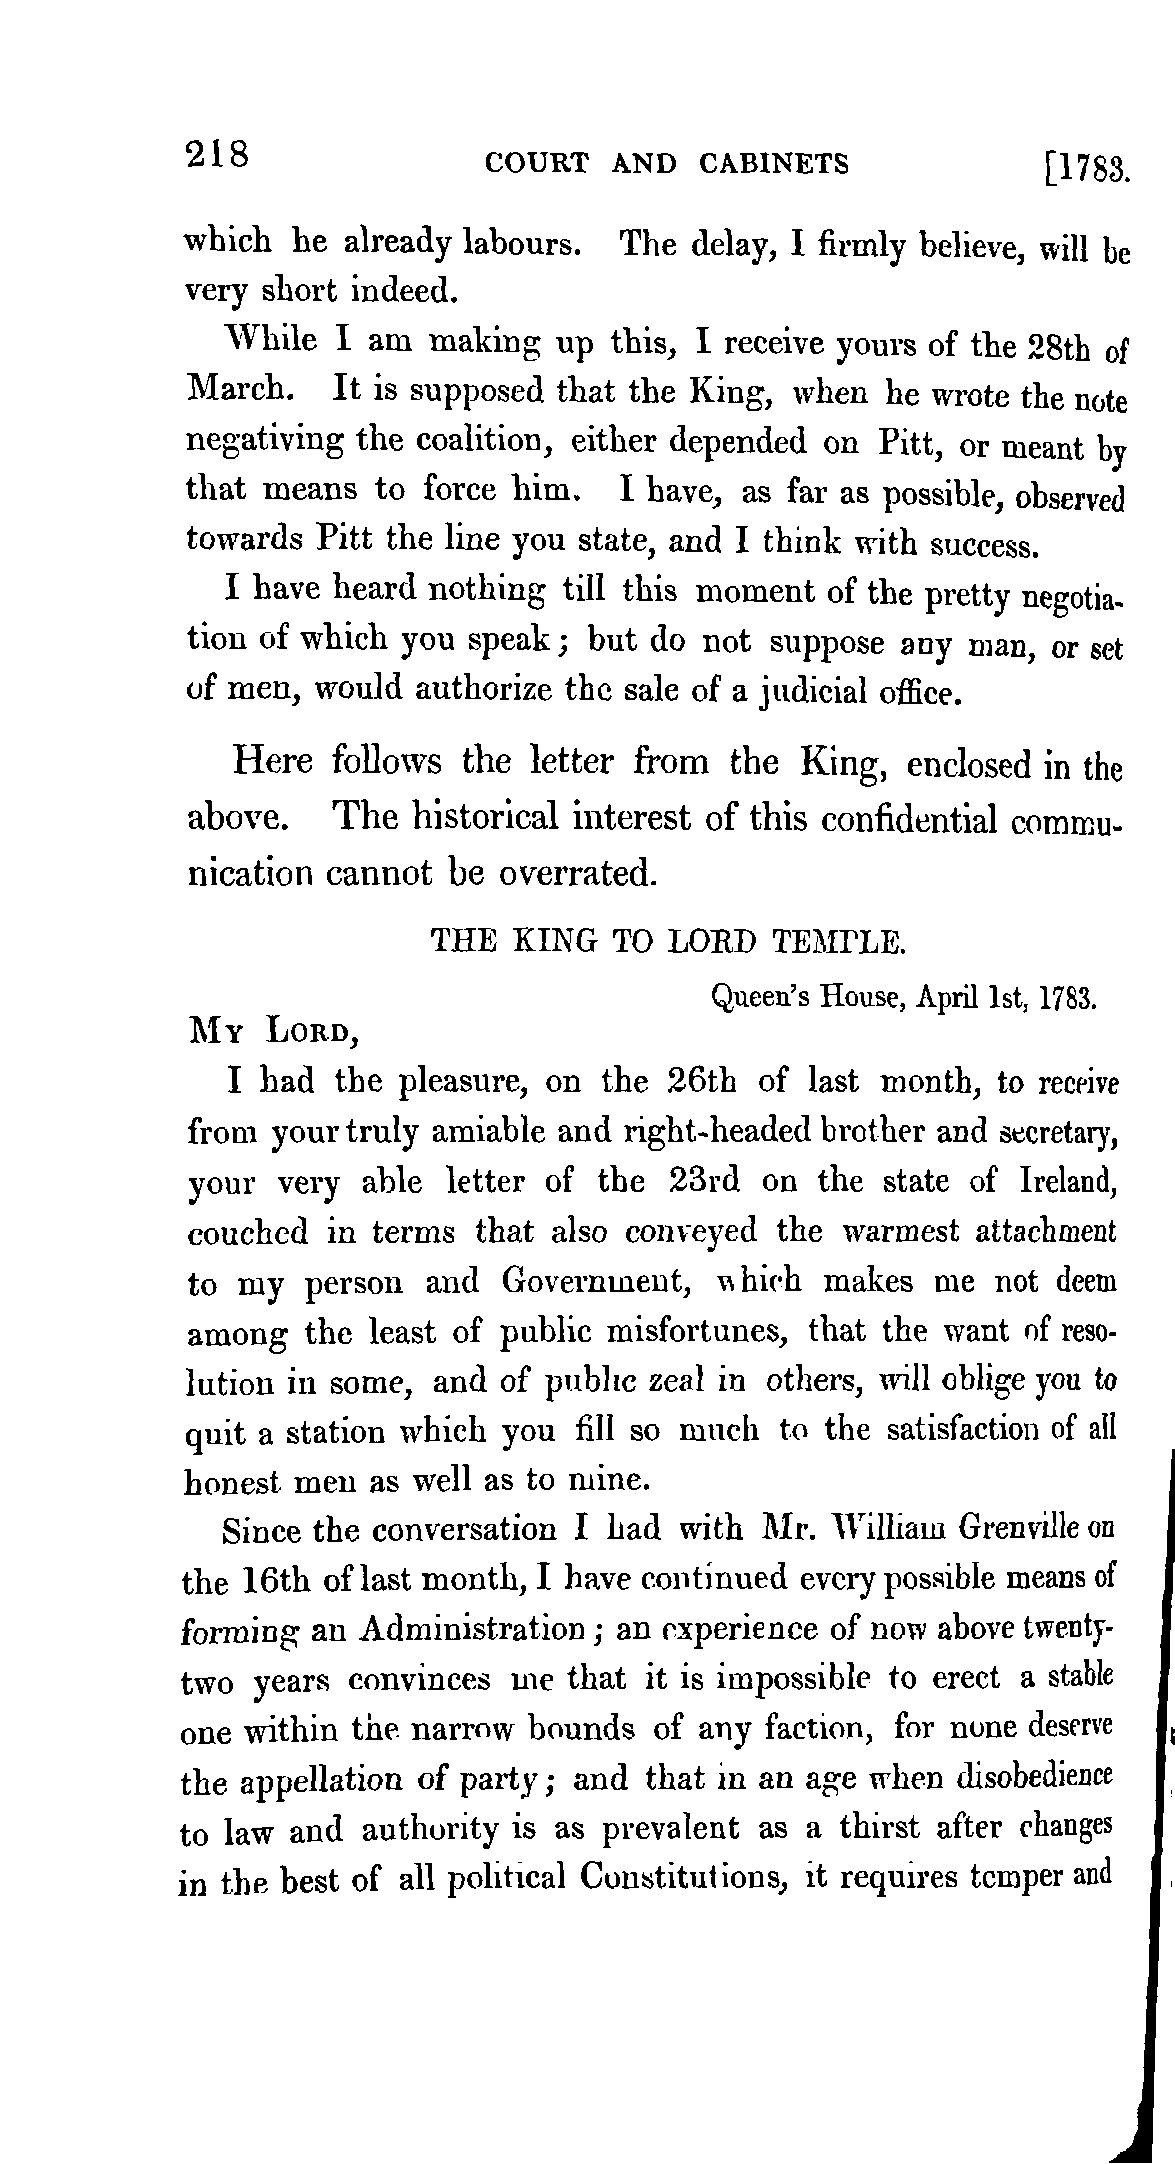 218 COURT AND CABINETS [1783.
which he already labours. The delay, I firmly believe, will be
very short indeed.
While I am making up this, I receive yours of the 28th of
March. It is supposed that the King, when he wrote the note
negativing the coalition, either depended on Pitt, or meant by
that means to force him. I have, as far as possible, observed
towards Pitt the line you state, and I think with success.
I have heard nothing till this moment of the pretty negotia-
tion of which you speak; but do not suppose any man, or set
of men, would authorize the sale of a judicial office.
Here follows the letter from the King, enclosed in the
above. The historical interest of this confidential commu-
nication cannot be overrated.
THE KING TO LORD TEMPLE.
Queen's House, April 1st, 1783.
MY LORD,
I had the pleasure, on the 26th of last month, to receive
from your truly amiable and right-headed brother and secretary,
your very able letter of the 23rd on the state of Ireland,
couched in terms that also conveyed the warmest attachment
to my person and Government, which makes me not deem
among the least of public misfortunes, that the want of reso-
lution in some, and of public zeal in others, will oblige you to
quit a station which you fill so much to the satisfaction of all
honest men as well as to mine.
Since the conversation I had with Mr. William Grenville on
the 16th of last month, I have continued every possible means of
forming an Administration; an experience of now above twenty-
two years convinces me that it is impossible to erect a stable
one within the narrow bounds of any faction, for none deserve
the appellation of party; and that in an age when disobedience
to law and authority is as prevalent as a thirst after changes
in the best of all political Constitutions, it requires temper and